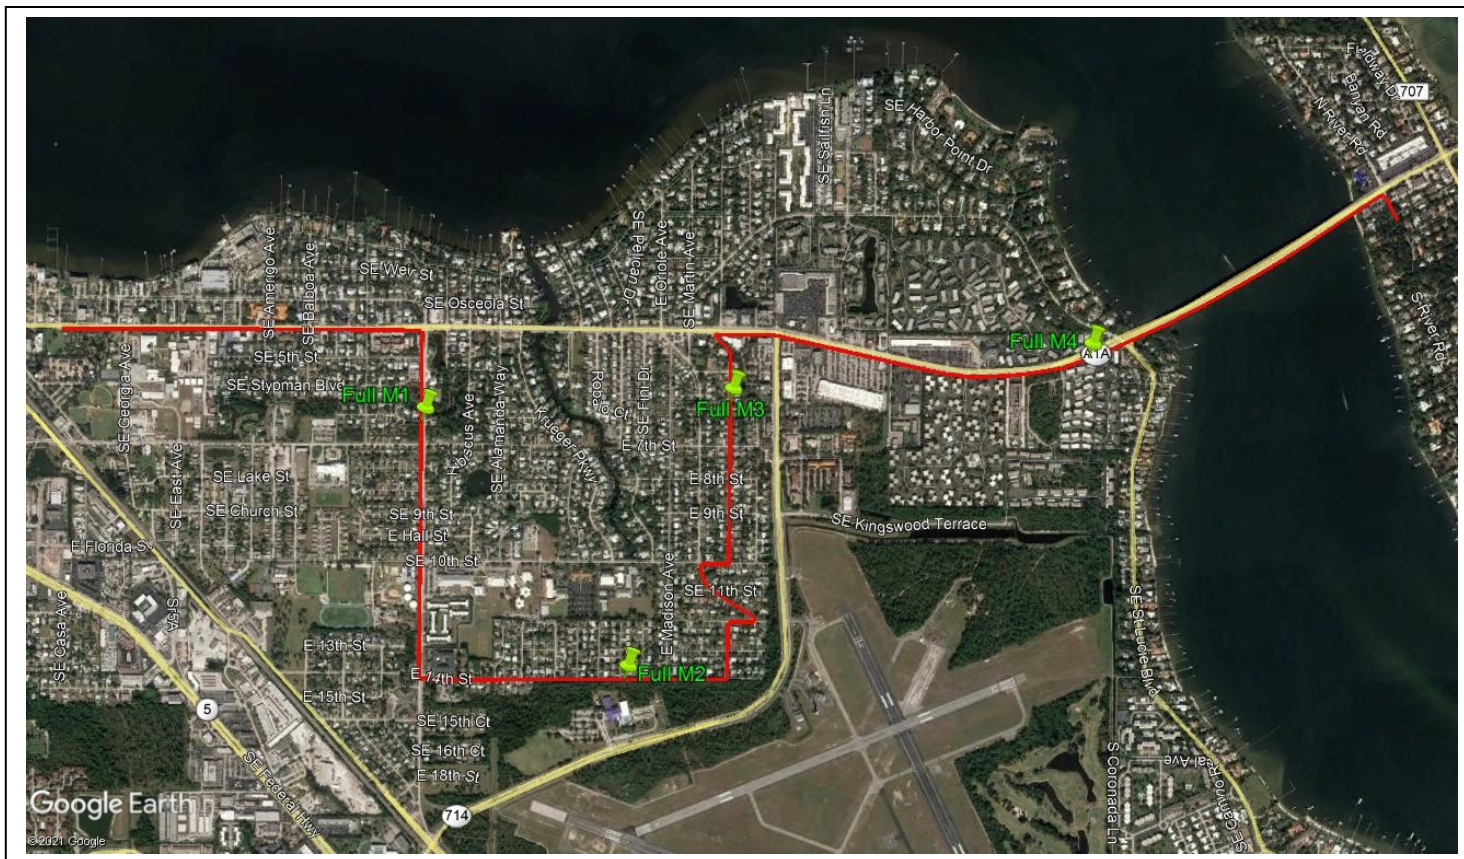 Fieldway Dr
Banyan Rd
N River Rd
707
SE Sailfish Ln
SE Harbor Point Dr
SE Pelican Dr
E Oriole Ave
SE Martin Ave
SE Amerigo Ave
SE Balboa Ave
SE Weir St
SE Osceola St
S River Rd
SE 5th St
SE Georgia Ave
SE Stypman Blvd
Full M1
Full M3
Full M4
A1A
Hibiscus Ave
SE Alamanda Way
Krueger Pkwy
SE Fini Dr
E 7th St
SE East Ave
SE Lake St
E 8th St
SE Church St
SE 9th St
E 9th St
SE Kingswood Terrace
E Hall St
E Florida S
SE 10th St
SE 11th St
E Madison Ave
SE Casa Ave
SR5A
E 13th St
E 14th St
Full M2
E 15th St
SE St Lucie Blvd
5
SE 15th Ct
SE 16th Ct
E 18th St
SE Federal Hwy
714
S Coronada Ln
SE Camino Real Ave
Google Earth
©2021 Google